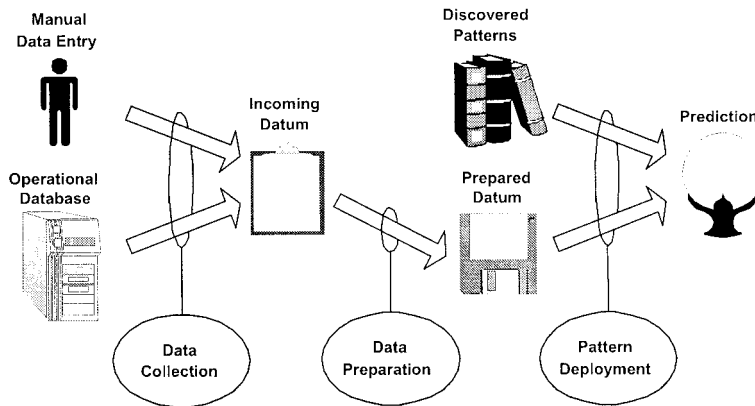 Manual
Data Entry
Discovered
Patterns
Incoming
Datum
Prediction
Operational
Database
Prepared
Datum
Data
Collection
Data
Preparation
Pattern
Deployment